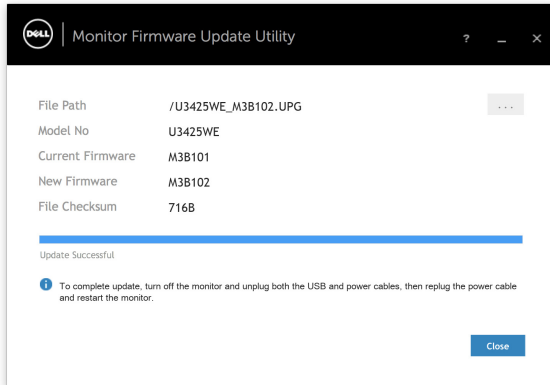 DELL
Monitor Firmware Update Utility
?
File Path /U3425WE_M3B102.UPG ...
Model No U3425WE
Current Firmware M3B101
New Firmware M3B102
File Checksum 716B
Update Successful
To complete update, turn off the monitor and unplug both the USB and power cables, then replug the power cable
and restart the monitor.
Close